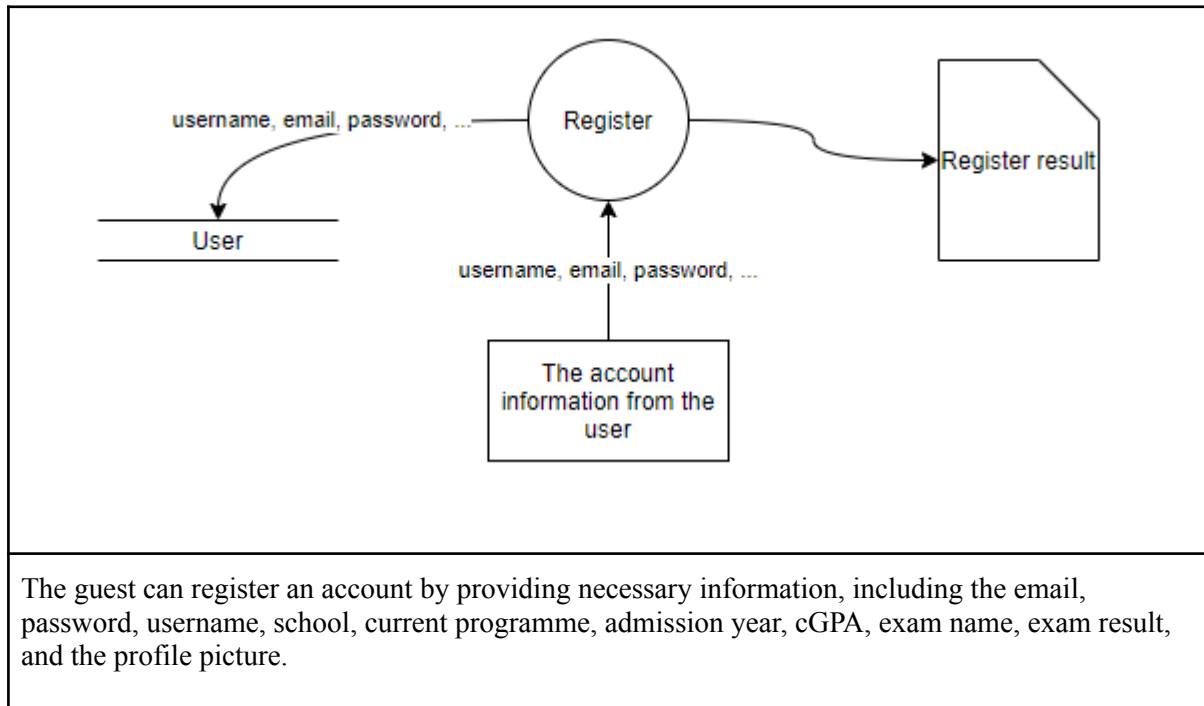 Register
username, email, password, ...
Register result
User
username, email, password, ...
The account
information from the
user
The guest can register an account by providing necessary information, including the email,
password, username, school, current programme, admission year, cGPA, exam name, exam result,
and the profile picture.